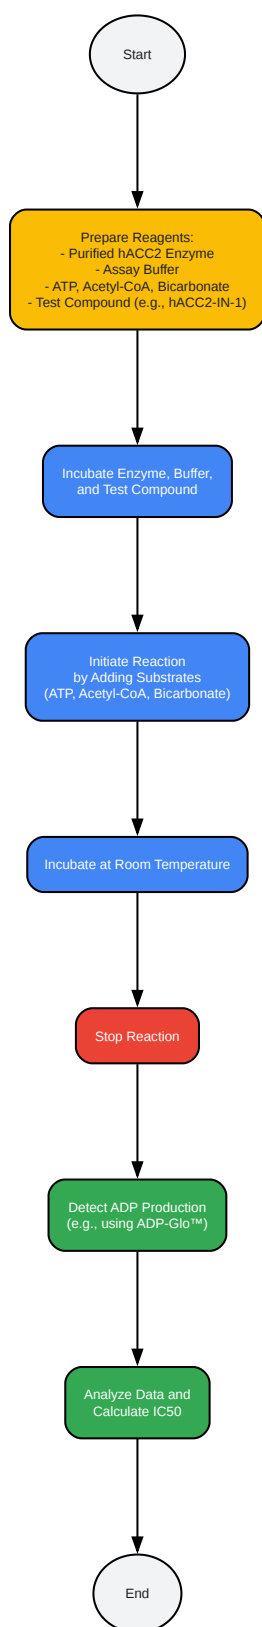 Start
Prepare Reagents:
- Purified hACC2 Enzyme
- Assay Buffer
- ATP, Acetyl-CoA, Bicarbonate
- Test Compound (e.g., hACC2-IN-1)
Incubate Enzyme, Buffer,
and Test Compound
Initiate Reaction
by Adding Substrates
(ATP, Acetyl-CoA, Bicarbonate)
Incubate at Room Temperature
Stop Reaction
Detect ADP Production
(e.g., using ADP-Glo™)
Analyze Data and
Calculate IC50
End